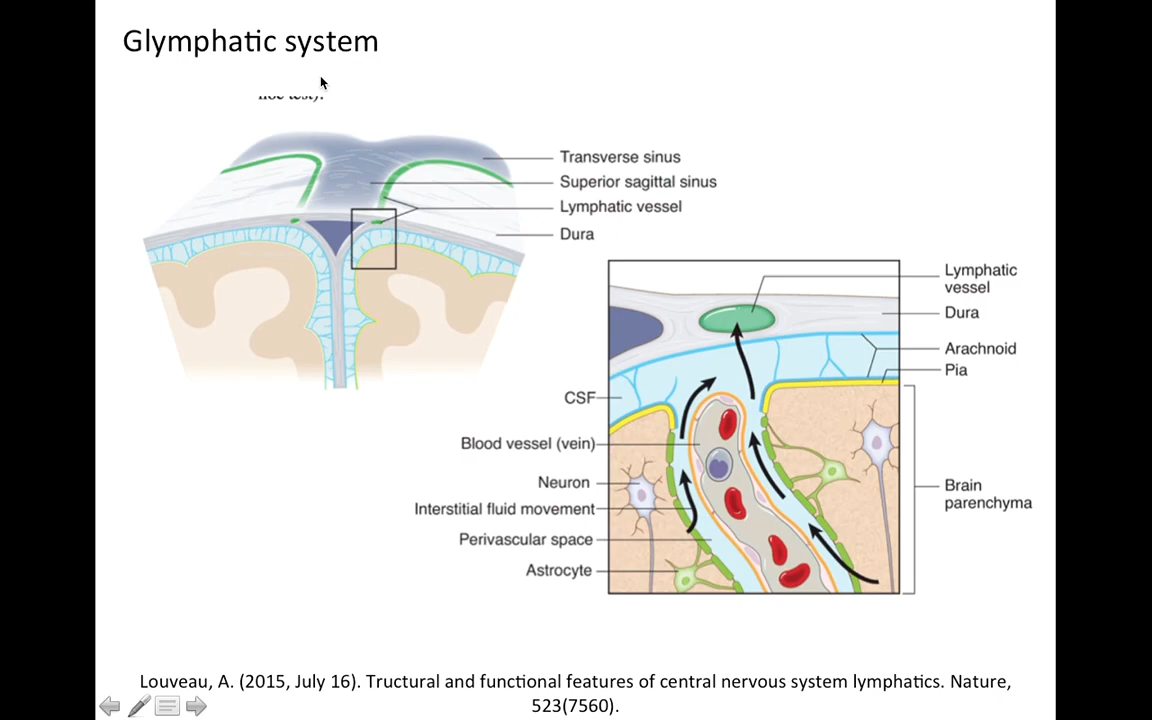 Glymphatic system
Transverse sinus
Superior sagittal sinus
Lymphatic vessel
Dura
Lymphatic
vessel
Dura
Arachnoid
Pia
CSF
Blood vessel (vein)
Neuron
Interstitial fluid movement
Perivascular space
Astrocyte
Brain
parenchyma
Louveau, A. (2015, July 16). Tructural and functional features of central nervous system lymphatics. Nature,
523(7560).